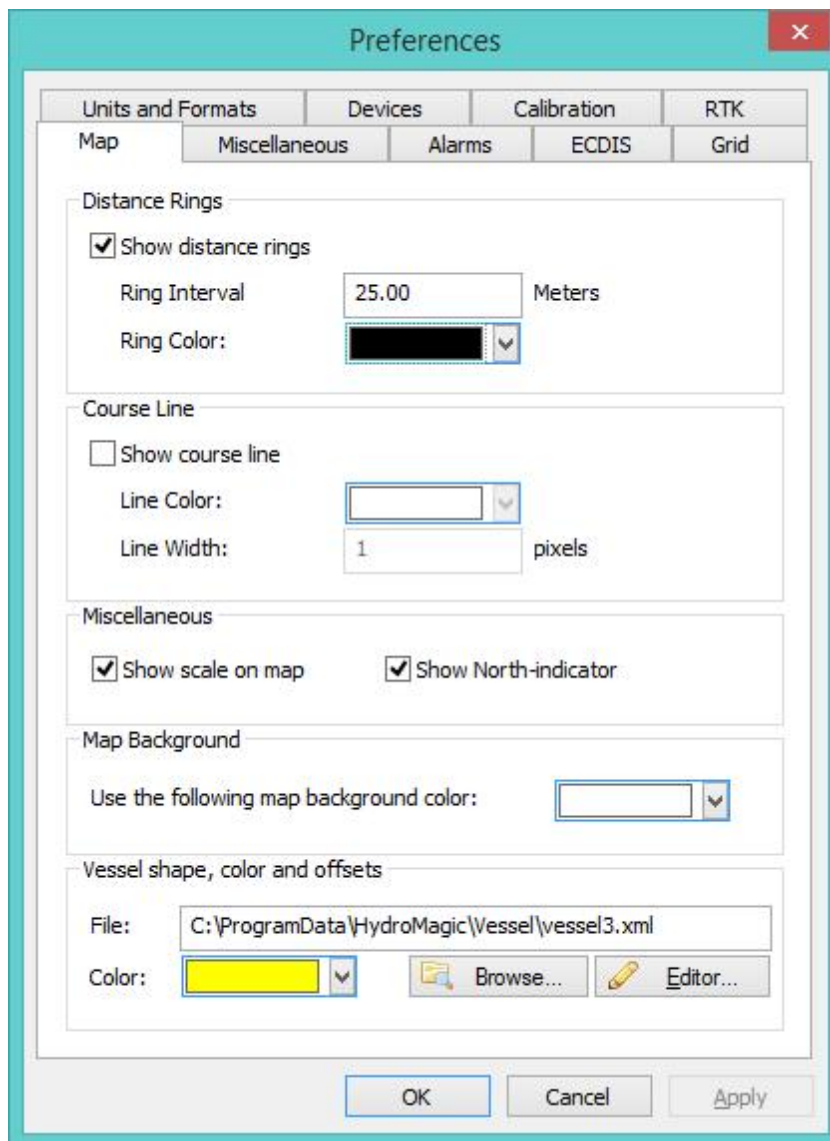 Preferences
Units and Formats Devices Calibration RTK
Map Miscellaneous Alarms ECDIS Grid
Distance Rings
Show distance rings
Ring Interval 25.00 Meters
Ring Color:
Course Line
Show course line
Line Color:
Line Width: 1 pixels
Miscellaneous
Show scale on map Show North-indicator
Map Background
Use the following map background color:
Vessel shape, color and offsets
File: C:\ProgramData\HydroMagic\Vessel\vessel3.xml
Color: Browse... Editor...
OK Cancel Apply